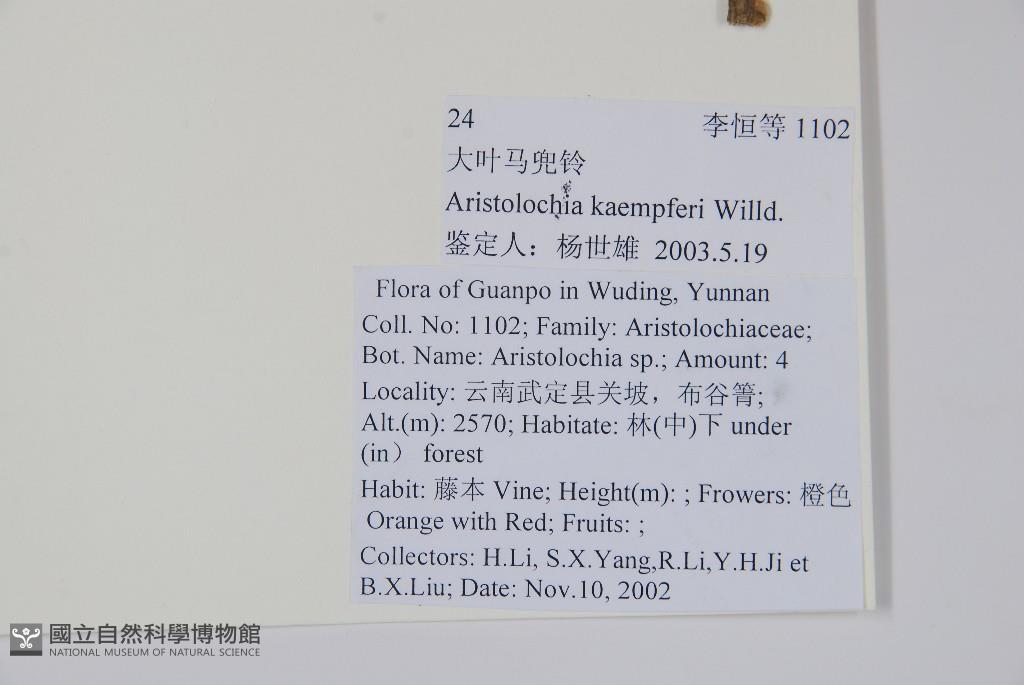 24 李恒等 1102
大叶马兜铃
Aristolochia kaempferi Willd.
鉴定人：杨世雄 2003.5.19
Flora of Guanpo in Wuding, Yunnan
Coll. No: 1102; Family: Aristolochiaceae;
Bot. Name: Aristolochia sp.; Amount: 4
Locality: 云南武定县关坡，布谷箐;
Alt.(m): 2570; Habitate: 林(中)下 under
(in） forest
Habit: 藤本 Vine; Height(m): ; Frowers: 橙色
Orange with Red; Fruits: ;
Collectors: H.Li, S.X.Yang,R.Li,Y.H.Ji et
B.X.Liu; Date: Nov.10, 2002
國立自然科學博物館
NATIONAL MUSEUM OF NATURAL SCIENCE